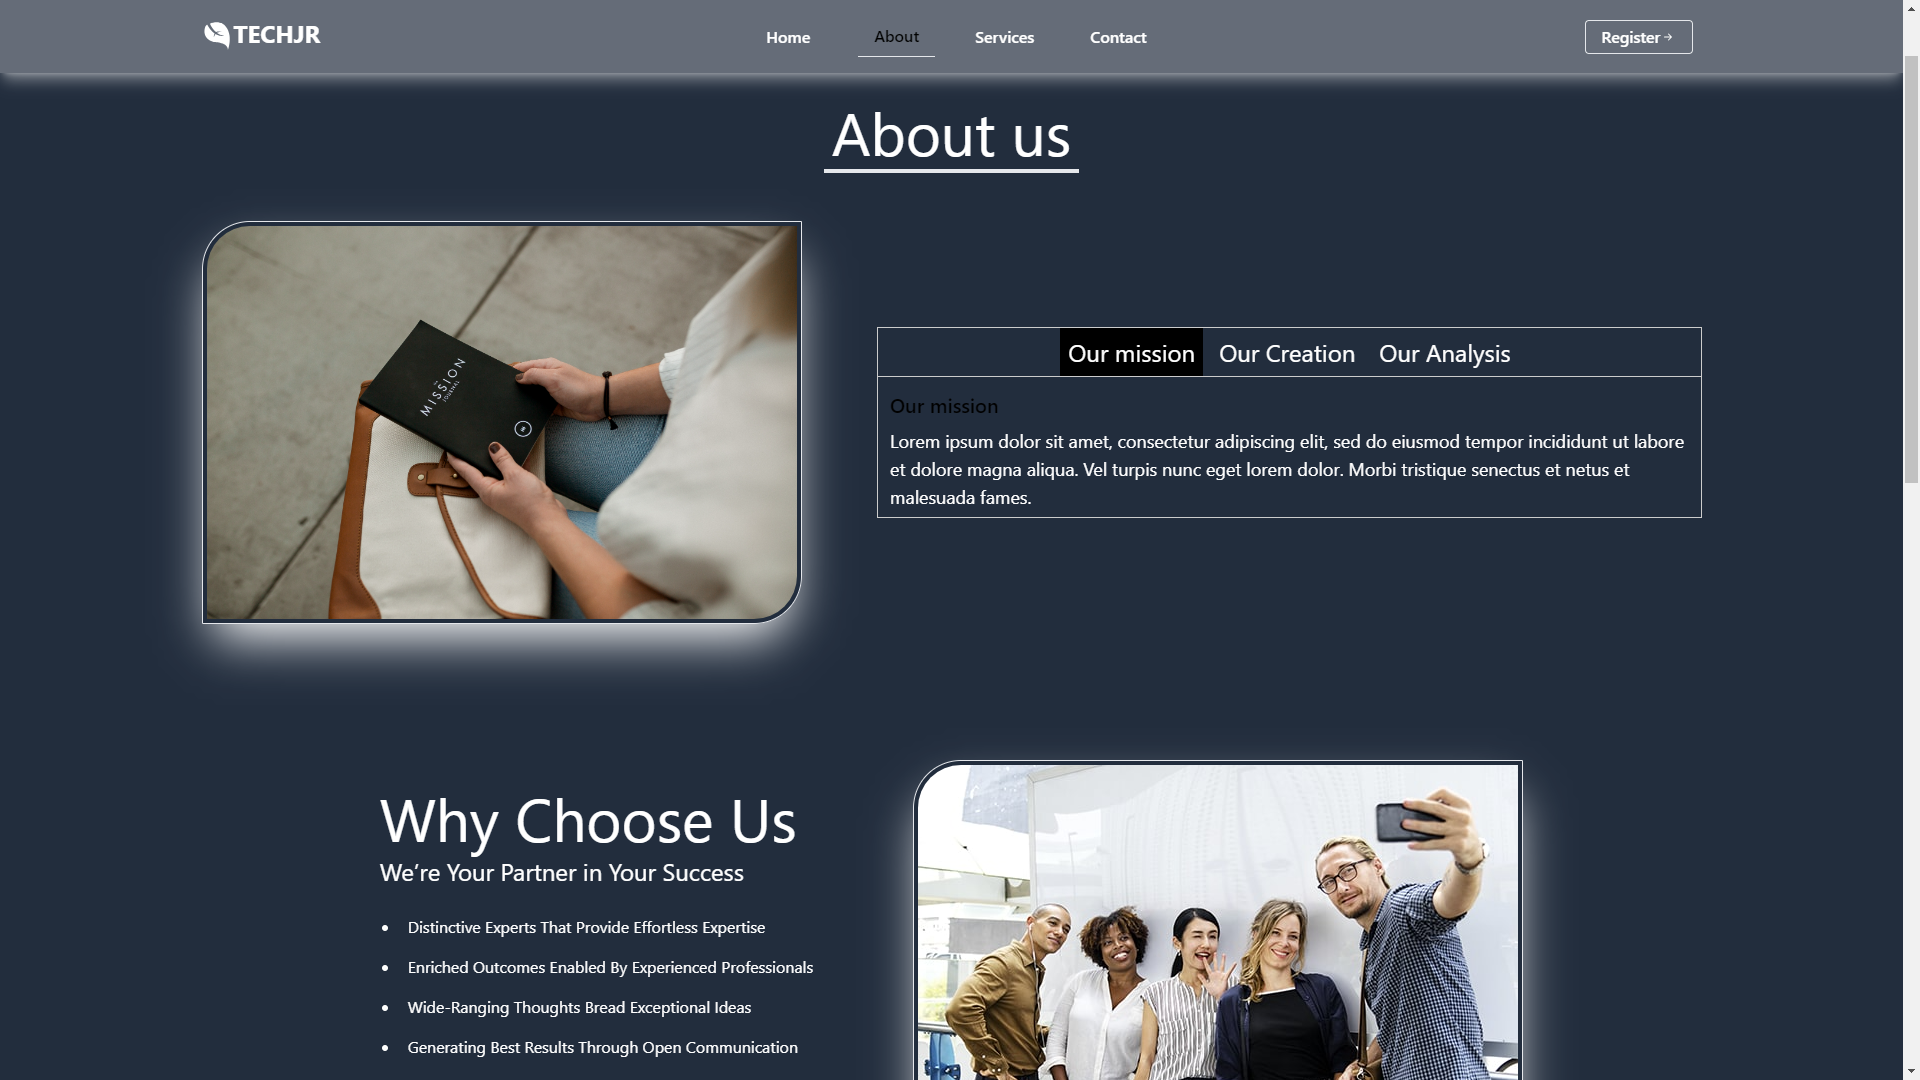 TECHJR
Home
About
Services
Contact
Register
About us
MISSION
JOURNAL
Our mission
Our Creation
Our Analysis
Our mission
Lorem ipsum dolor sit amet, consectetur adipiscing elit, sed do eiusmod tempor incididunt ut labore
et dolore magna aliqua. Vel turpis nunc eget lorem dolor. Morbi tristique senectus et netus et
malesuada fames.
Why Choose Us
We’re Your Partner in Your Success
Distinctive Experts That Provide Effortless Expertise
Enriched Outcomes Enabled By Experienced Professionals
Wide-Ranging Thoughts Bread Exceptional Ideas
Generating Best Results Through Open Communication